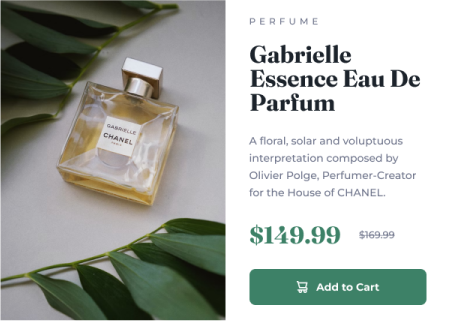 PERFUME
Gabrielle
Essence Eau De
Parfum
A floral, solar and voluptuous
interpretation composed by
Olivier Polge, Perfumer-Creator
for the House of CHANEL.
$149.99 $169.99
Add to Cart
GABRIELLE
CHANEL
PARIS